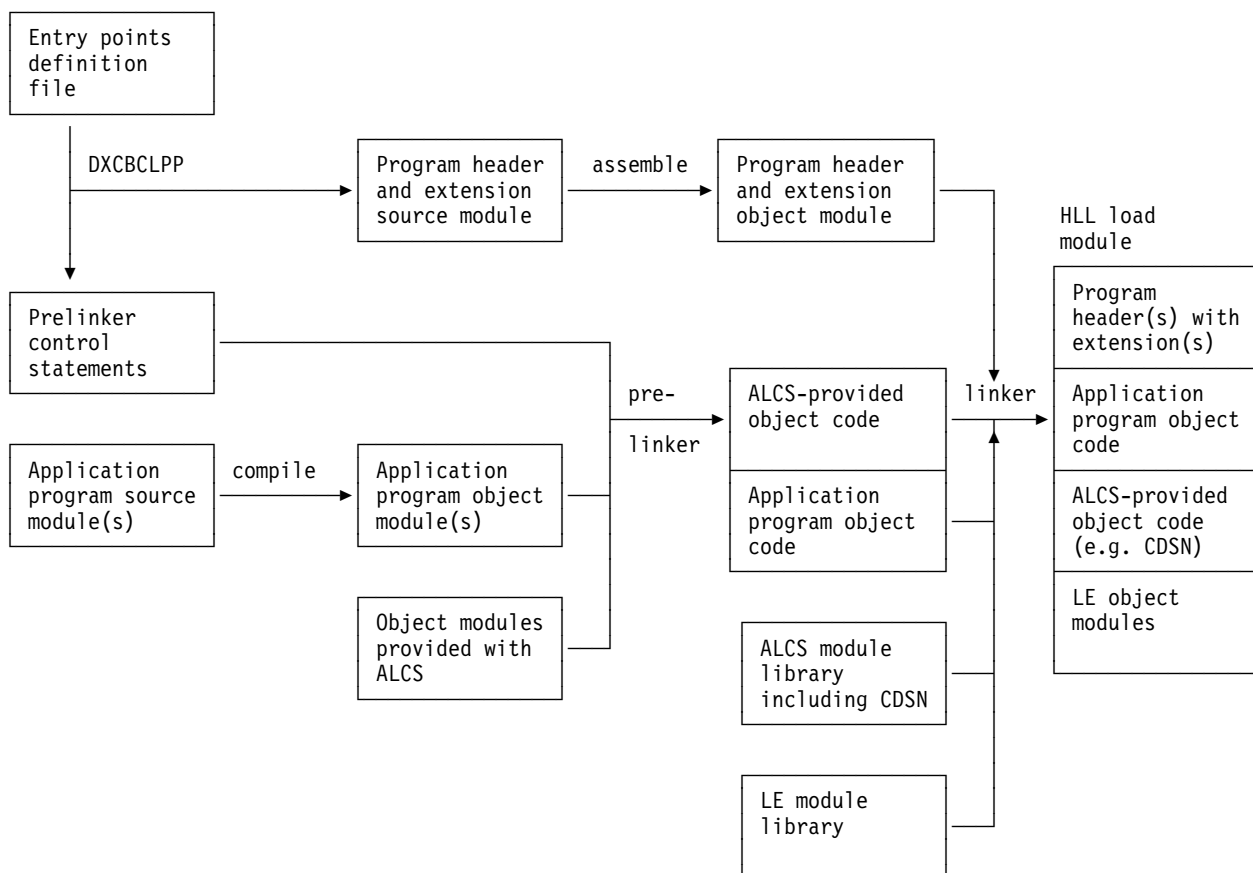 Entry points
definition
file
DXCBCLPP
Program header
and extension
source module
assemble
Program header
and extension
object module
HLL load
module
Prelinker
control
statements
Program
header(s) with
extension(s)
pre-
linker
ALCS-provided
object code
linker
Application
program object
code
Application
program source
module(s)
compile
Application
program object
module(s)
Application
program object
code
ALCS-provided
object code
(e.g. CDSN)
Object modules
provided with
ALCS
LE object
modules
ALCS module
library
including CDSN
LE module
library